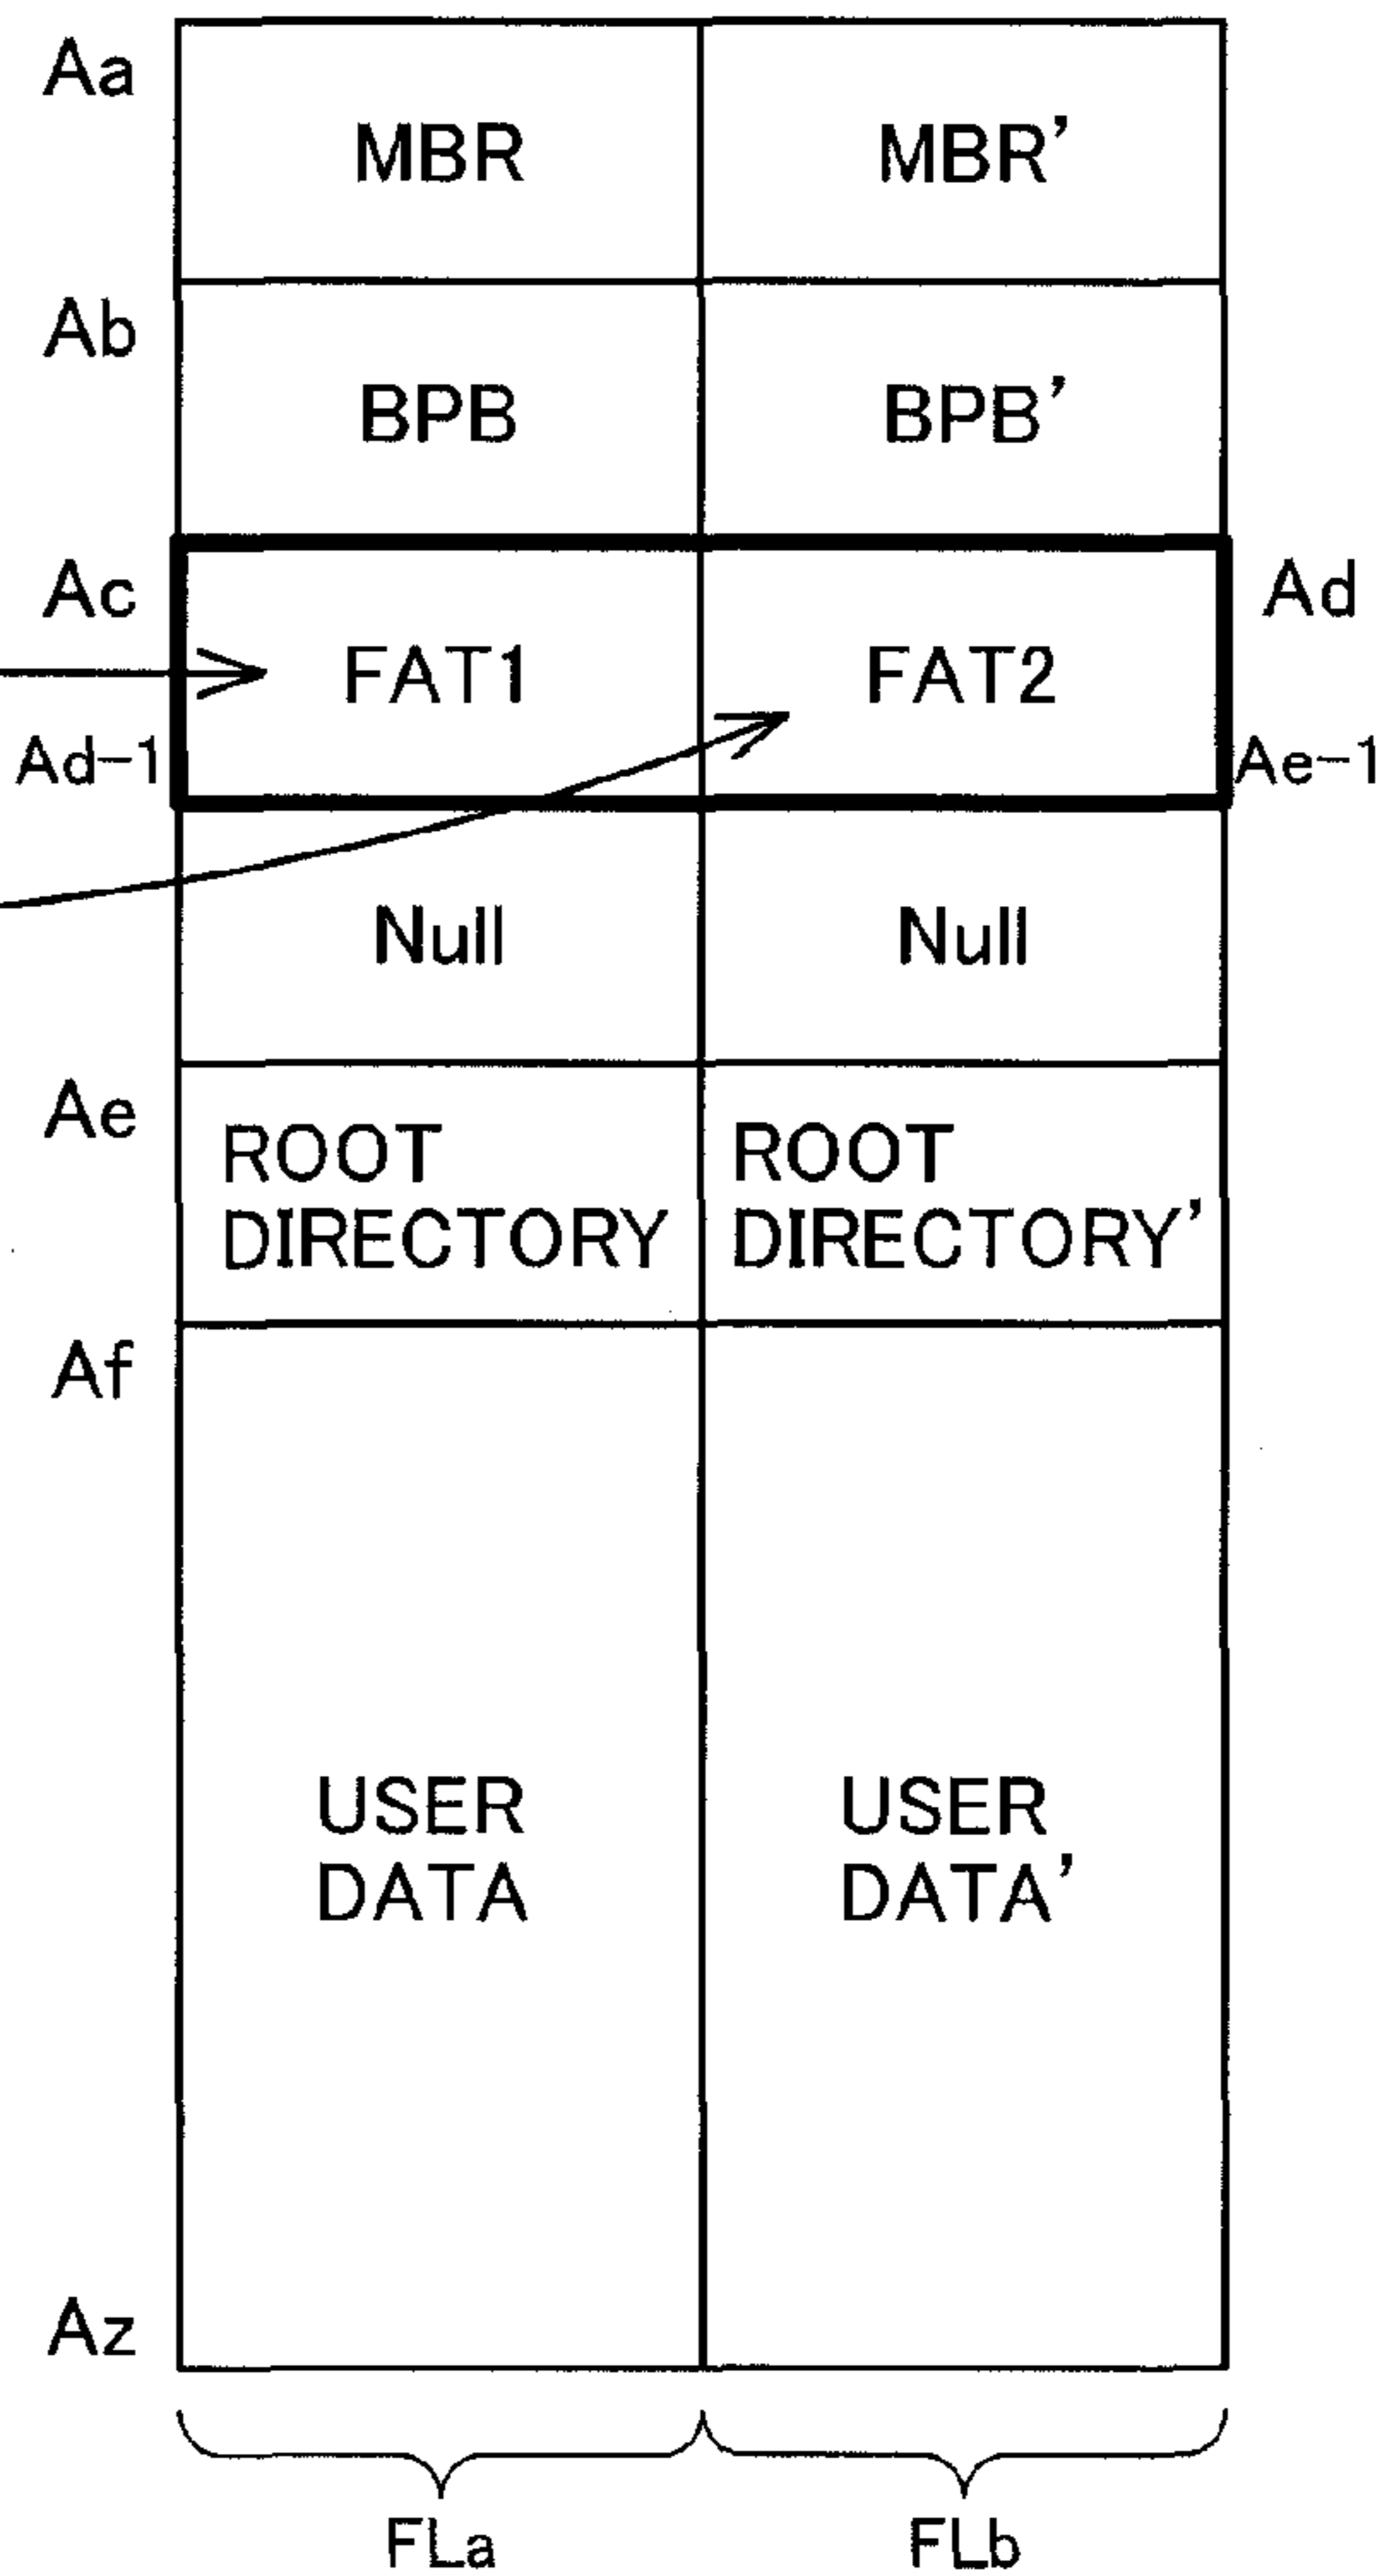 Aa
MBR MBR’
Ab
BPB BPB’
Ac Ad
FAT1 FAT2
Ad-1 Ae-1
Null Null
Ae
ROOT ROOT
DIRECTORY DIRECTORY’
Af
USER USER
DATA DATA’
Az
FLa FLb